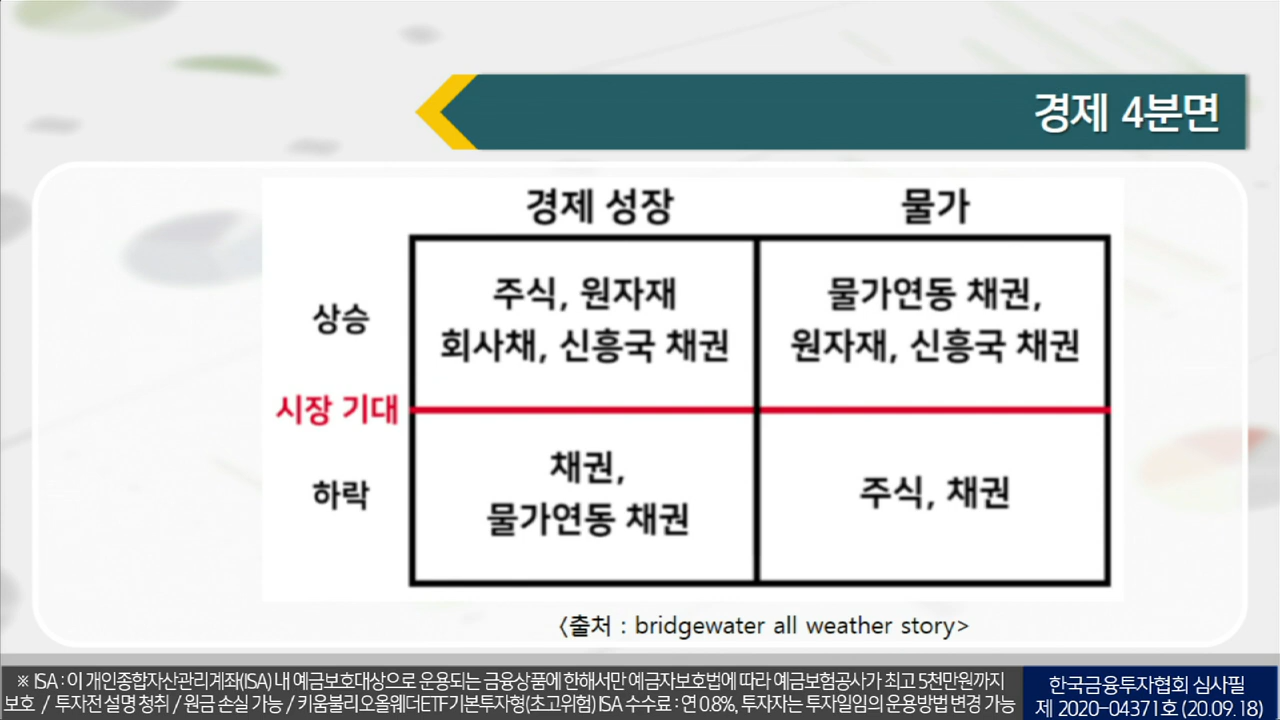 경제 4분면
경제 성장 물가
상승
주식, 원자재
회사채, 신흥국 채권
물가연동 채권,
원자재, 신흥국 채권
시장 기대
하락
채권,
물가연동 채권
주식, 채권
<출처 : bridgewater all weather story>
※ ISA : 이 개인종합자산관리계좌(ISA) 내 예금보호대상으로 운용되는 금융상품에 한해서만 예금자보호법에 따라 예금보험공사가 최고 5천만원까지
보호 / 투자전 설명 청취 / 원금 손실 가능 / 키움불리오올웨더ETF기본투자형(초고위험) ISA 수수료 : 연 0.8%, 투자자는 투자일임의 운용방법 변경 가능
한국금융투자협회 심사필
제 2020-04371호 (20.09.18)